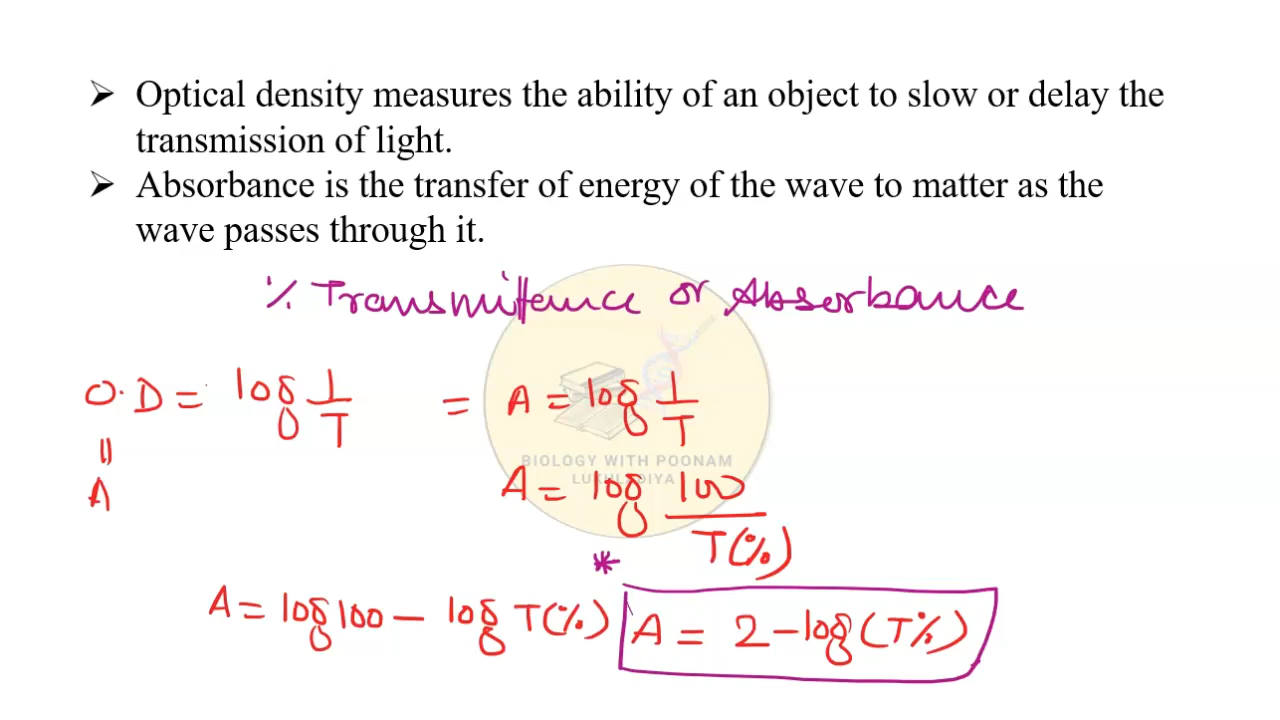 ➢ Optical density measures the ability of an object to slow or delay the
transmission of light.
➢ Absorbance is the transfer of energy of the wave to matter as the
wave passes through it.
% Transmittence or Absorbance
O.D = log 1/T = A = log 1/T
||
A
BIOLOGY WITH POONAM
A = log 100/T(%)
*
A = log 100 - log T(%) A = 2 - log (T%)